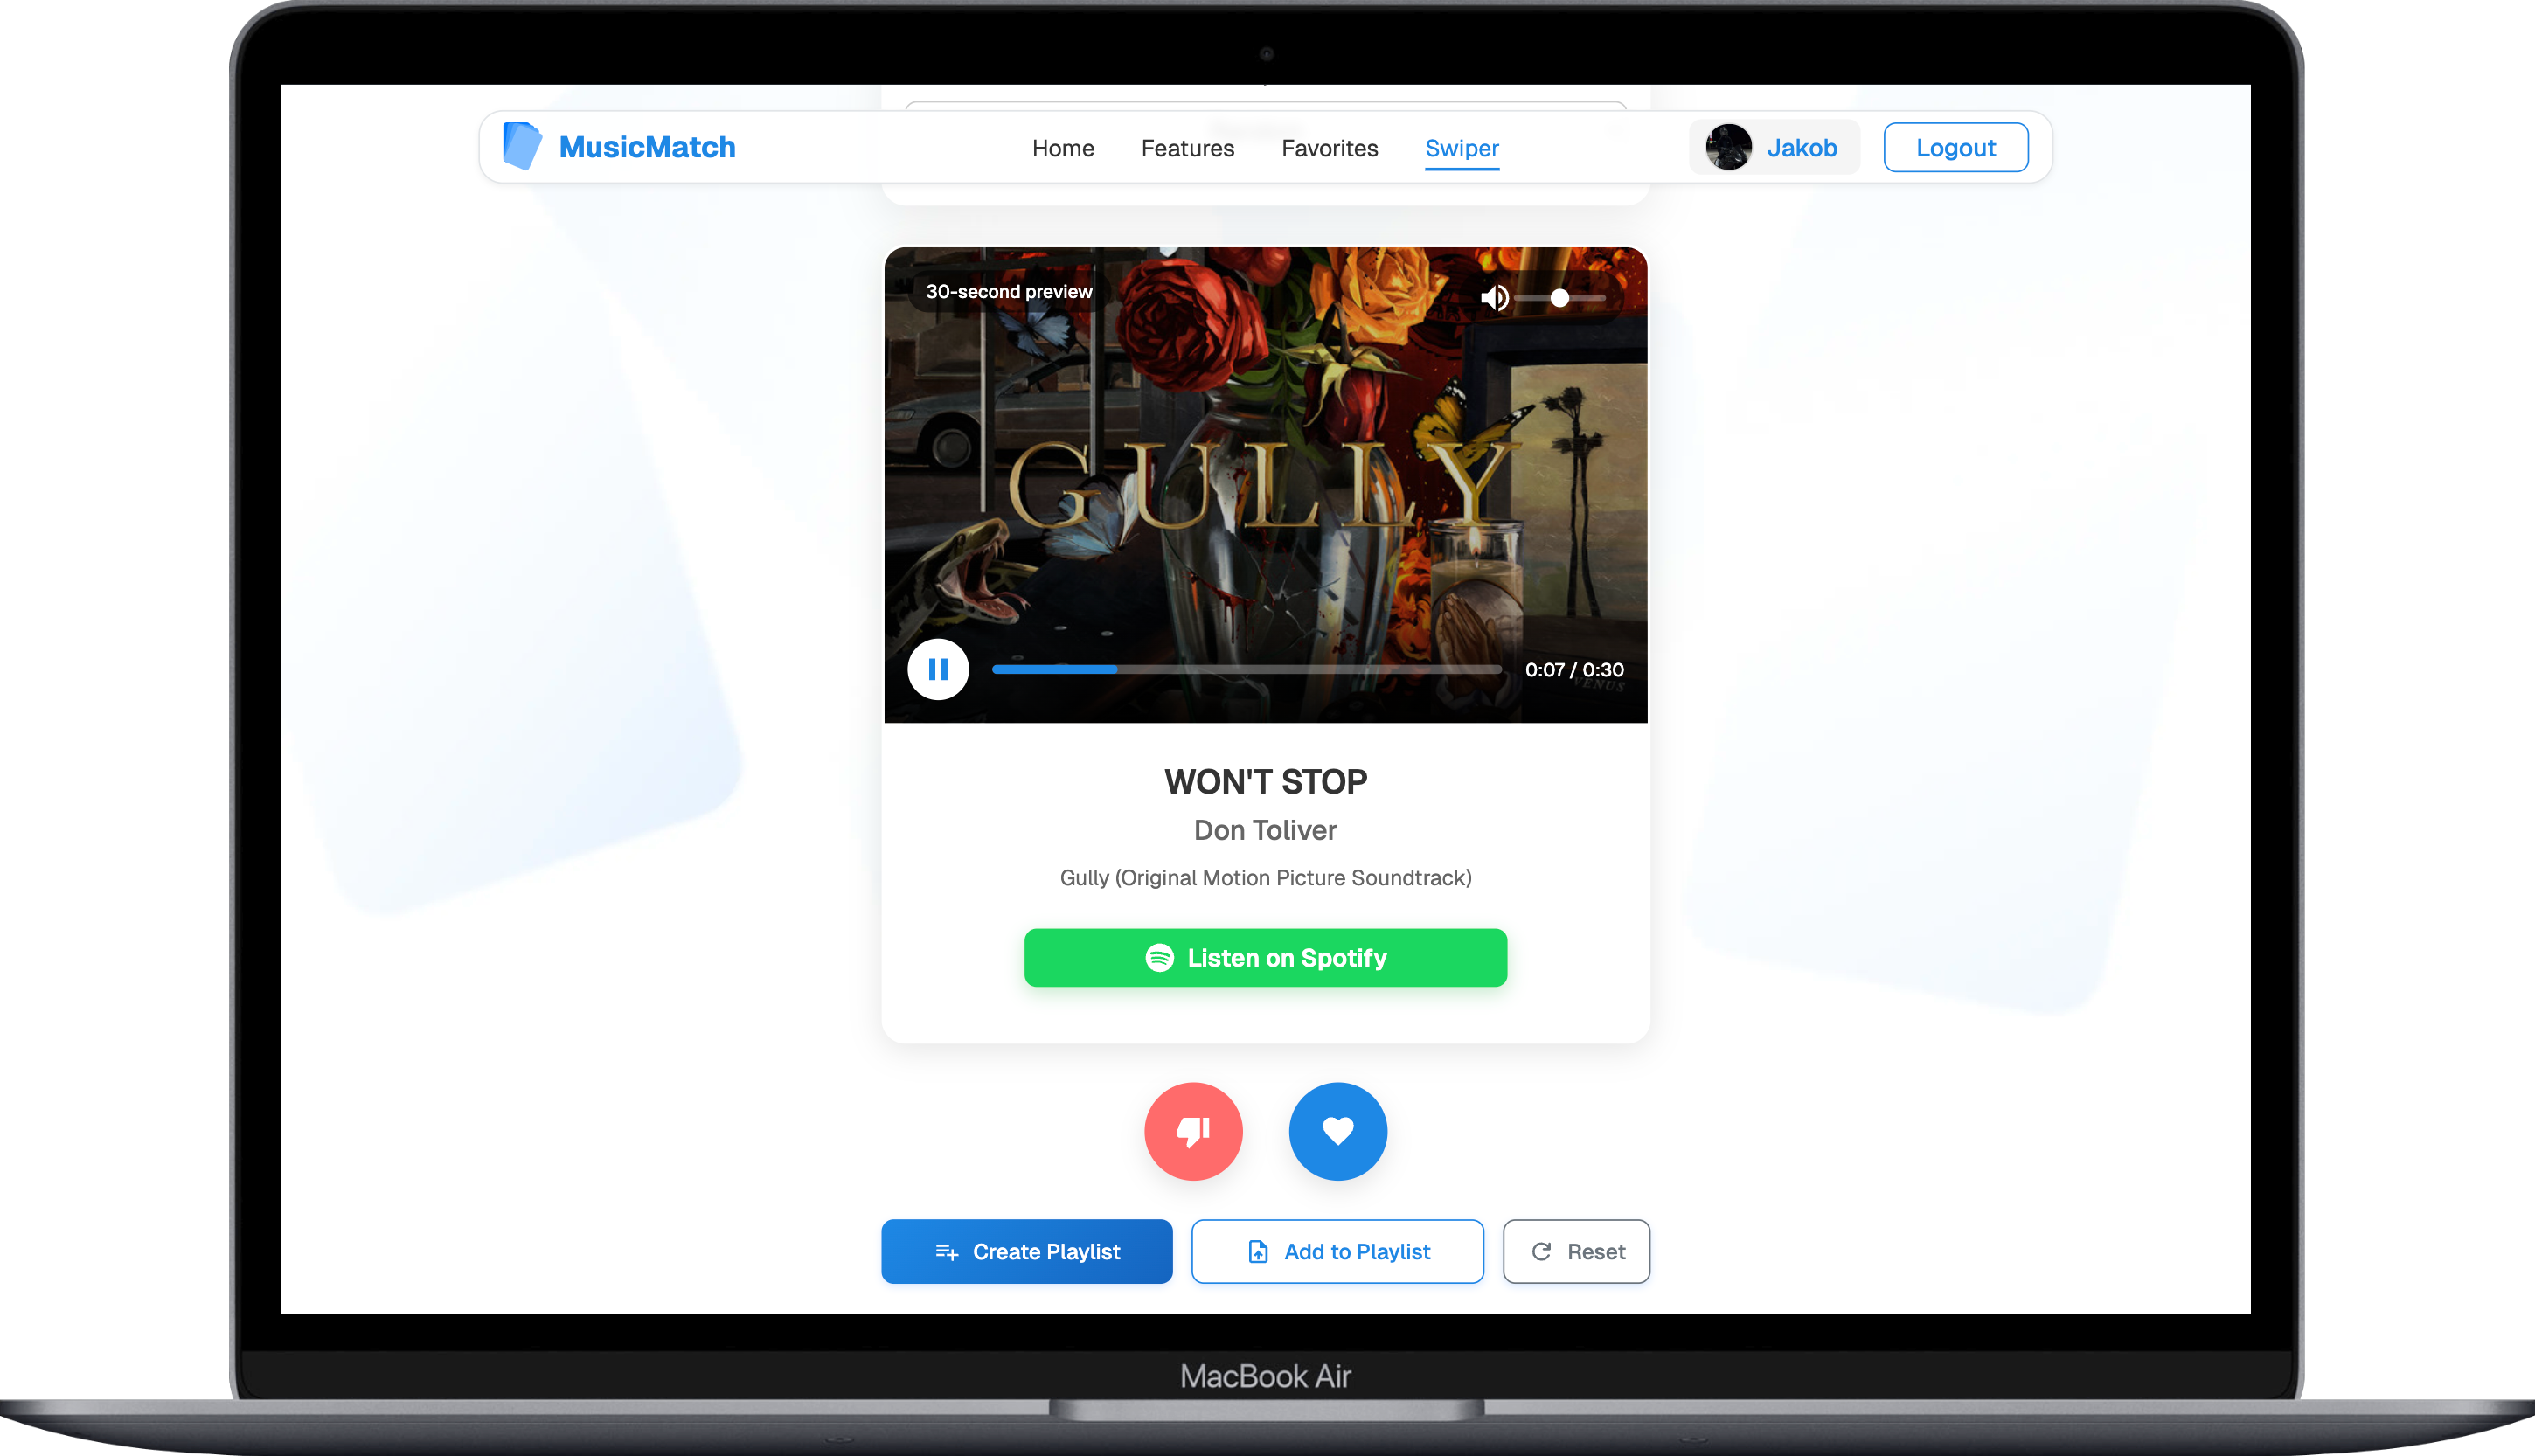 MusicMatch
Home
Features
Favorites
Swiper
Jakob
Logout
30-second preview
GULLY
0:07 / 0:30
VENUS
WON'T STOP
Don Toliver
Gully (Original Motion Picture Soundtrack)
Listen on Spotify
Create Playlist
Add to Playlist
Reset
MacBook Air